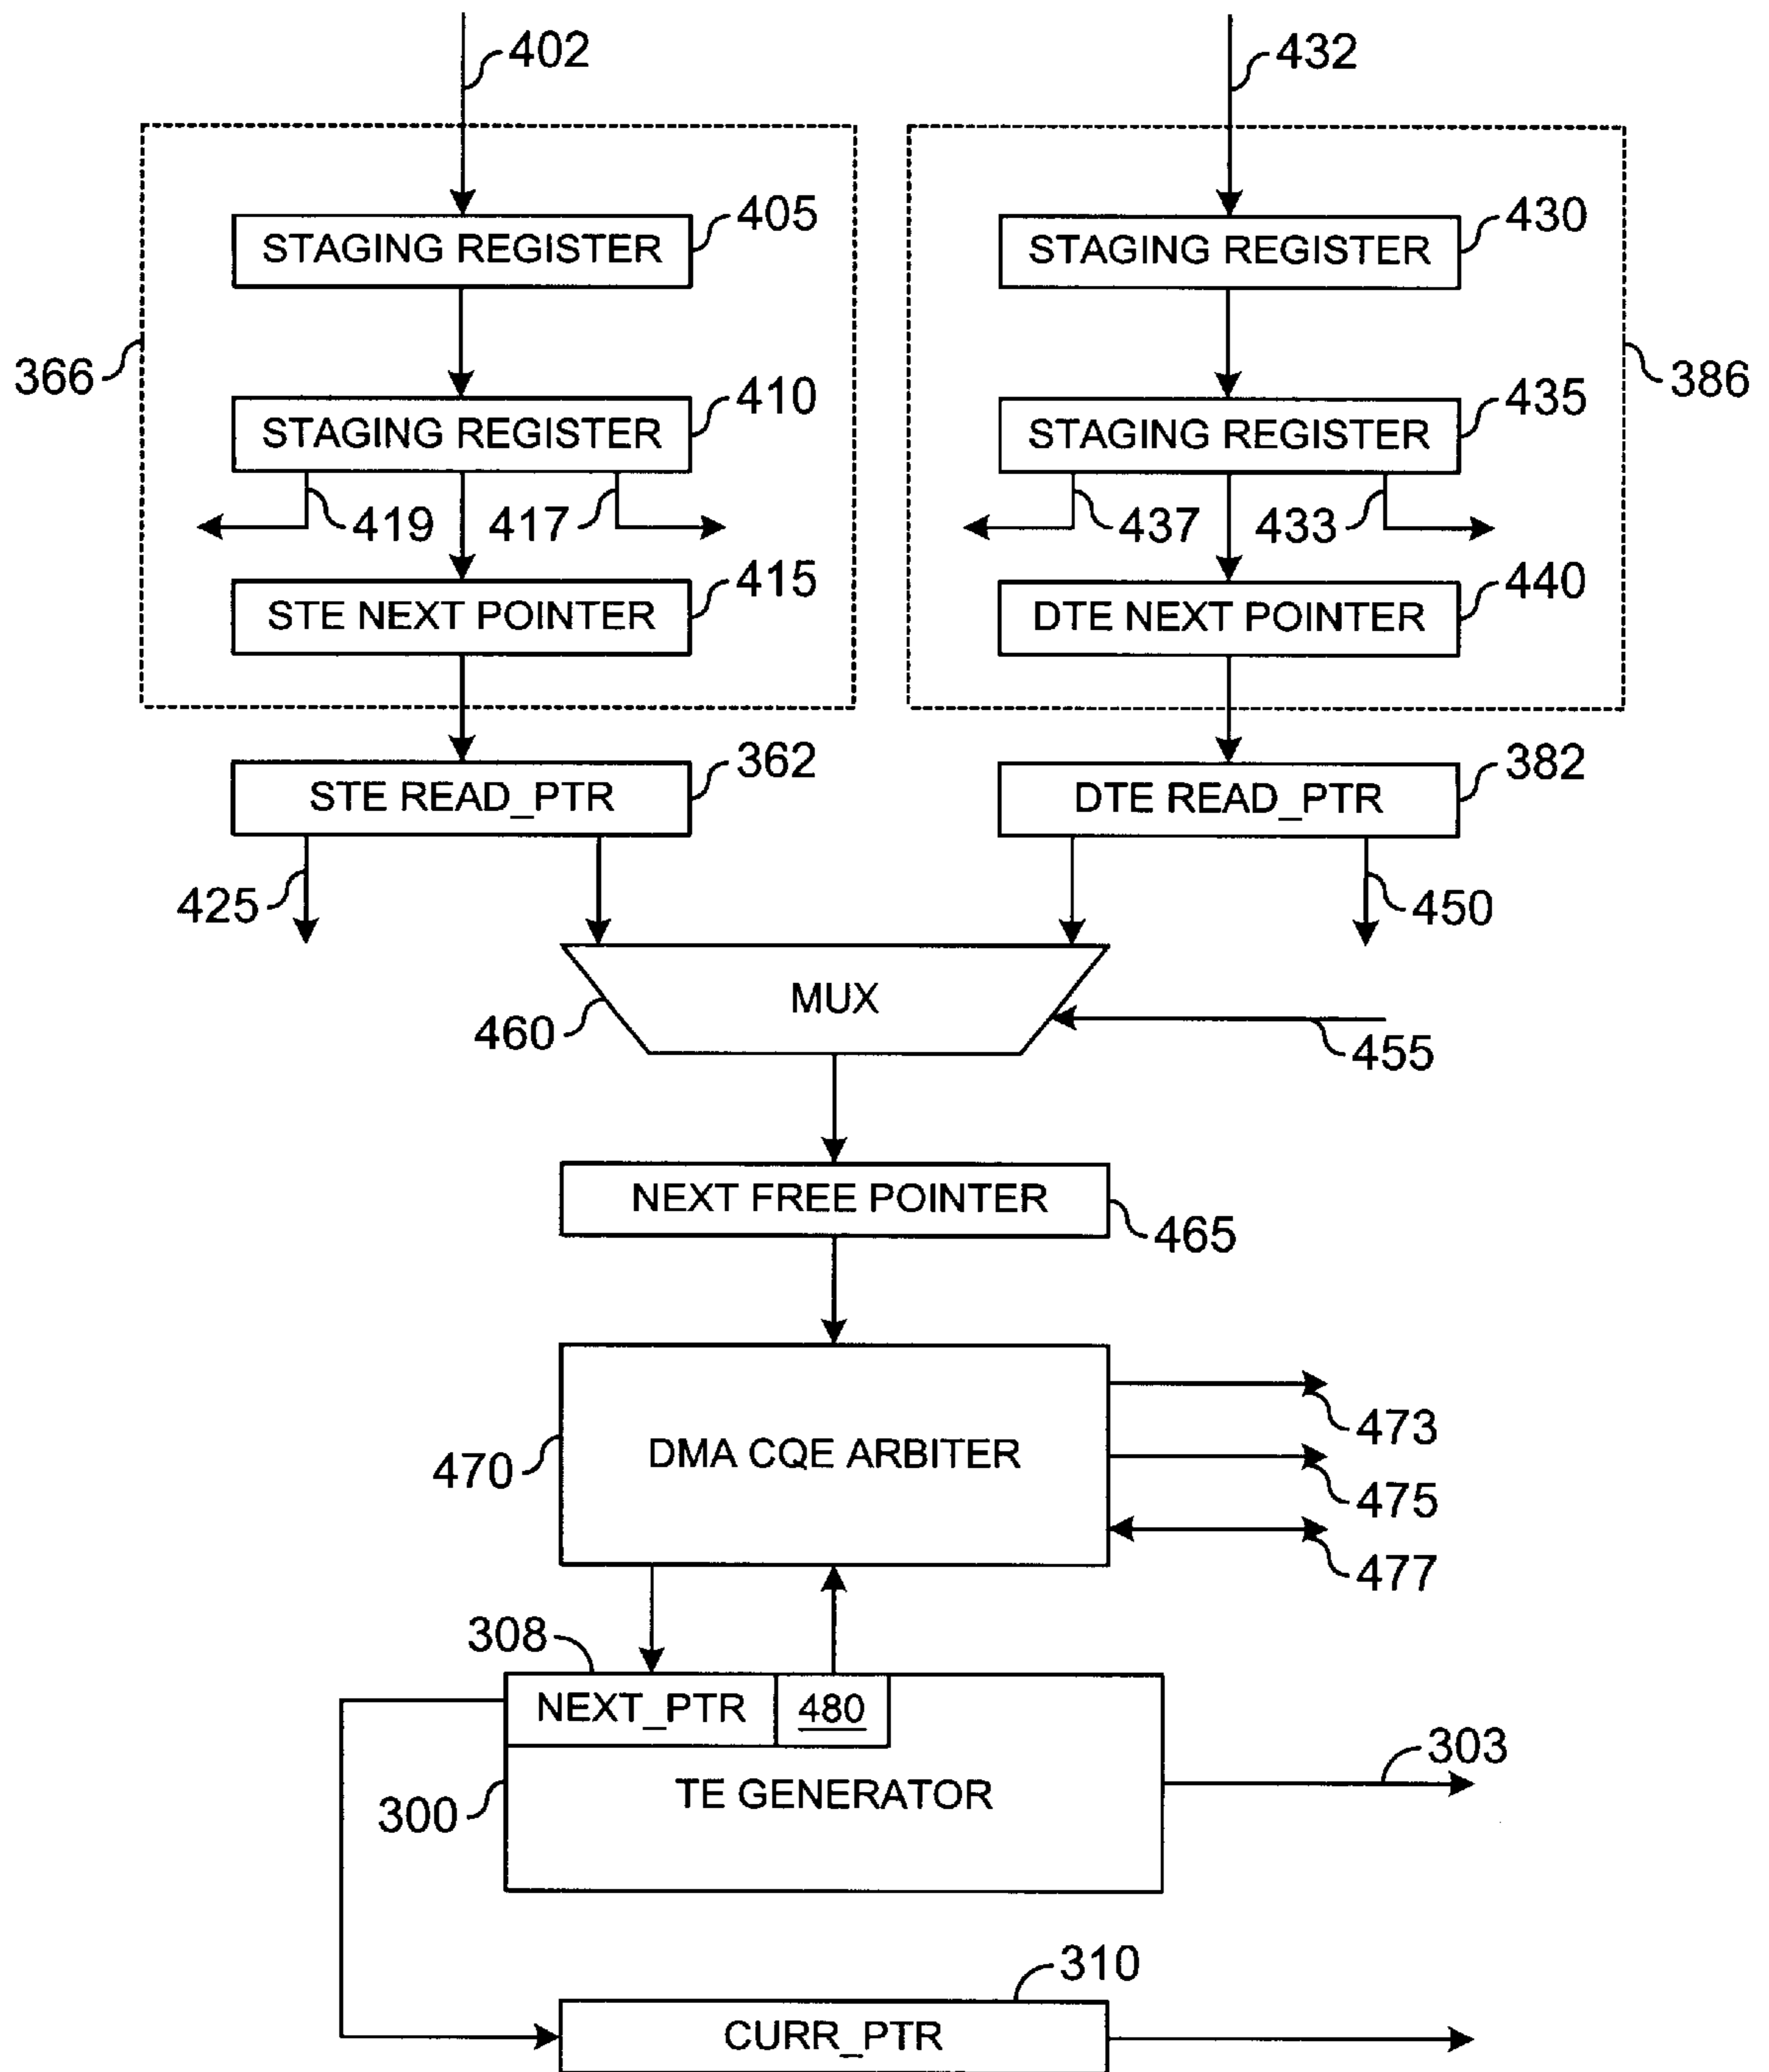 402
432
STAGING REGISTER
405
STAGING REGISTER
430
366
386
STAGING REGISTER
410
STAGING REGISTER
435
419
417
437
433
STE NEXT POINTER
415
DTE NEXT POINTER
440
STE READ_PTR
362
DTE READ_PTR
382
425
450
MUX
460
455
NEXT FREE POINTER
465
DMA CQE ARBITER
470
473
475
477
308
NEXT_PTR
480
303
TE GENERATOR
300
310
CURR_PTR